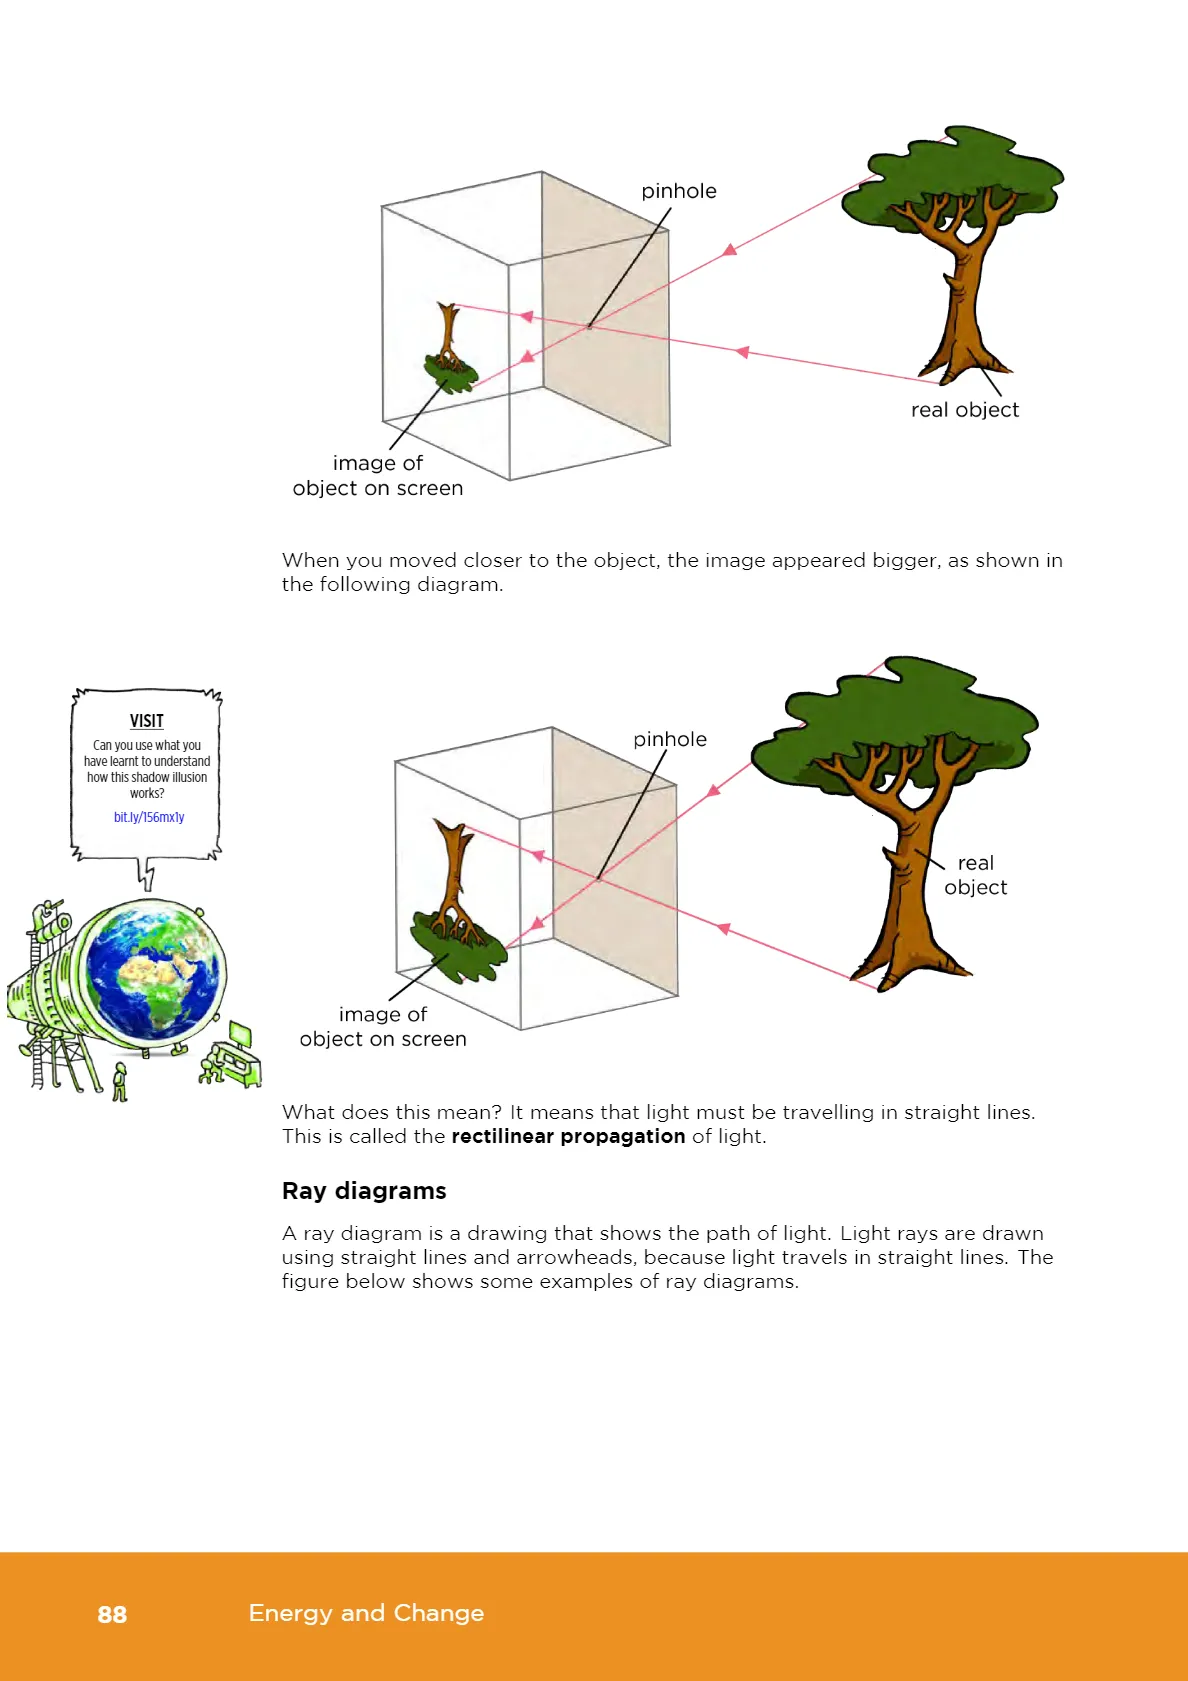 pinhole
real object
image of
object on screen
When you moved closer to the object, the image appeared bigger, as shown in
the following diagram.
VISIT
Can you use what you
have learnt to understand
how this shadow illusion
works?
bit.ly/156mx1y
pinhole
real
object
image of
object on screen
What does this mean? It means that light must be travelling in straight lines.
This is called the rectilinear propagation of light.
Ray diagrams
A ray diagram is a drawing that shows the path of light. Light rays are drawn
using straight lines and arrowheads, because light travels in straight lines. The
figure below shows some examples of ray diagrams.
88 Energy and Change